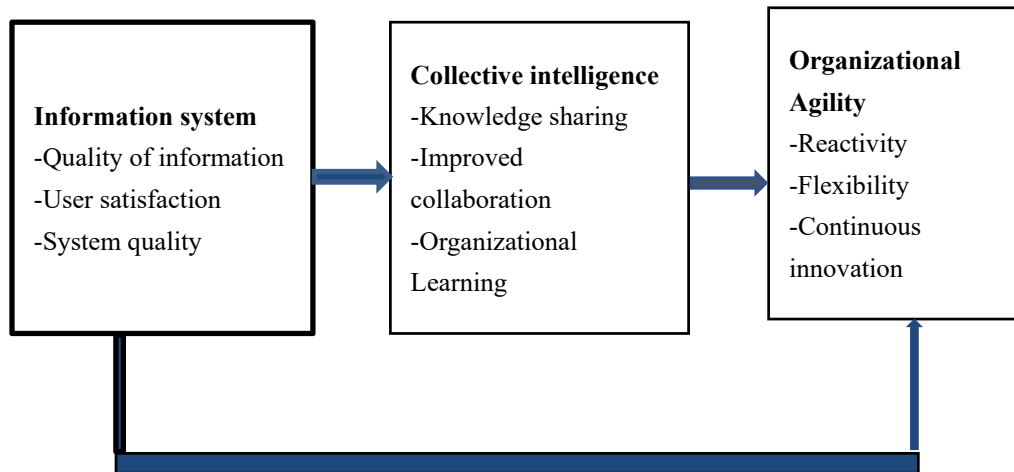 Information system
-Quality of information
-User satisfaction
-System quality
Collective intelligence
-Knowledge sharing
-Improved
collaboration
-Organizational
Learning
Organizational
Agility
-Reactivity
-Flexibility
-Continuous
innovation